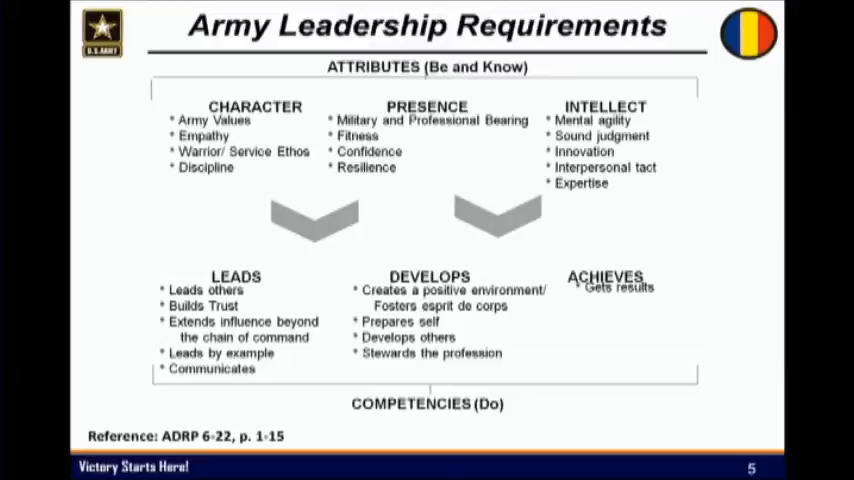 Army Leadership Requirements
U.S. ARMY
ATTRIBUTES (Be and Know)
CHARACTER
* Army Values
* Empathy
* Warrior/ Service Ethos
* Discipline
PRESENCE
* Military and Professional Bearing
* Fitness
* Confidence
* Resilience
INTELLECT
* Mental agility
* Sound judgment
* Innovation
* Interpersonal tact
* Expertise
LEADS
* Leads others
* Builds Trust
* Extends influence beyond
the chain of command
* Leads by example
* Communicates
DEVELOPS
* Creates a positive environment/
Fosters esprit de corps
* Prepares self
* Develops others
* Stewards the profession
ACHIEVES
* Gets results
COMPETENCIES (Do)
Reference: ADRP 6-22, p. 1-15
Victory Starts Here!
5